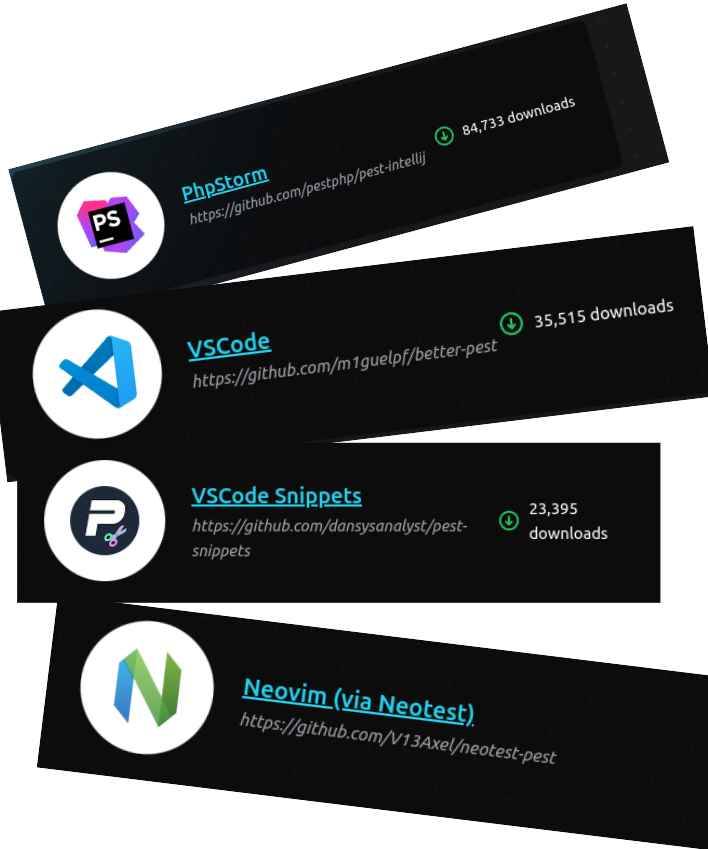 PhpStorm
https://github.com/pestphp/pest-intellij
84,733 downloads
PS
VSCode
https://github.com/m1guelpf/better-pest
35,515 downloads
VSCode Snippets
https://github.com/dansysanalyst/pest-
snippets
23,395
downloads
Neovim (via Neotest)
https://github.com/V13Axel/neotest-pest